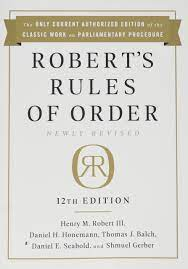 The ONLY CURRENT AUTHORIZED EDITION of the
CLASSIC WORK on PARLIAMENTARY PROCEDURE
ROBERT'S
RULES OF ORDER
NEWLY REVISED
RR
12TH EDITION
Henry M. Robert III,
Daniel H. Honemann, Thomas J. Balch,
Daniel E. Seabold, and Shmuel Gerber